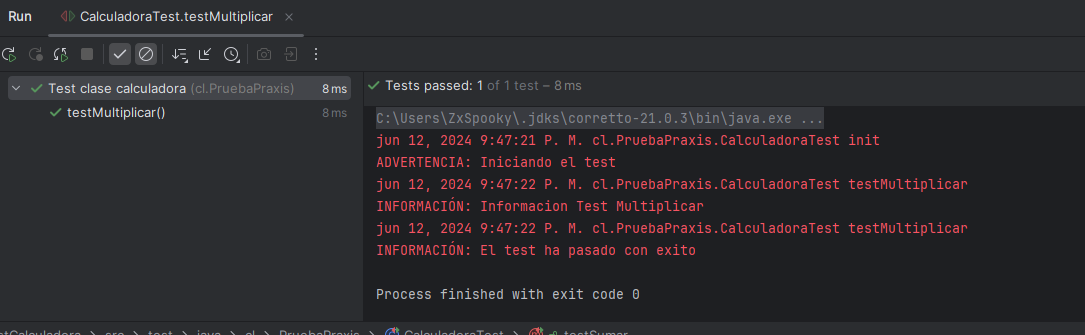 Run CalculadoraTest.testMultiplicar
Test clase calculadora (cl.PruebaPraxis) 8 ms
testMultiplicar() 8 ms
Tests passed: 1 of 1 test – 8 ms
C:\Users\ZxSpooky\.jdks\corretto-21.0.3\bin\java.exe ...
jun 12, 2024 9:47:21 P. M. cl.PruebaPraxis.CalculadoraTest init
ADVERTENCIA: Iniciando el test
jun 12, 2024 9:47:22 P. M. cl.PruebaPraxis.CalculadoraTest testMultiplicar
INFORMACIÓN: Informacion Test Multiplicar
jun 12, 2024 9:47:22 P. M. cl.PruebaPraxis.CalculadoraTest testMultiplicar
INFORMACIÓN: El test ha pasado con exito
Process finished with exit code 0
src > test > java > cl > PruebaPraxis > CalculadoraTest > testSumar